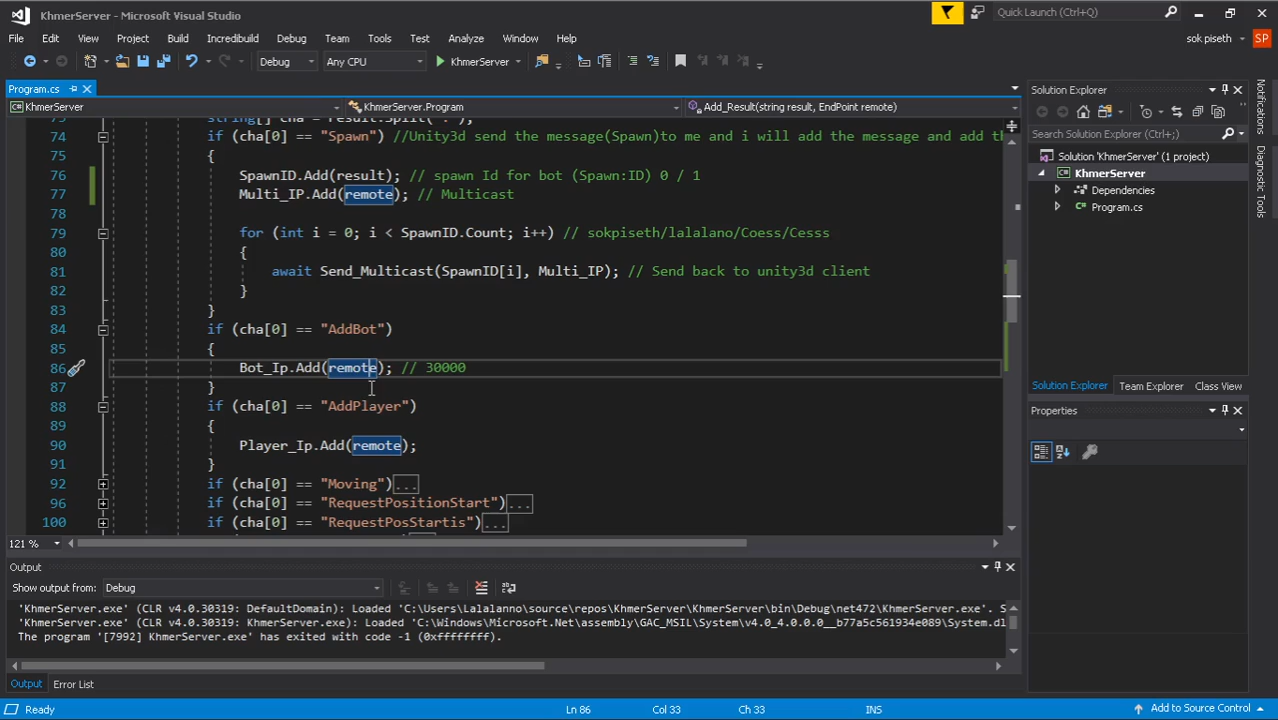 KhmerServer - Microsoft Visual Studio
Quick Launch (Ctrl+Q)
File Edit View Project Build Incredibuild Debug Team Tools Test Analyze Window Help
sok piseth SP
Debug Any CPU KhmerServer
Program.cs
KhmerServer KhmerServer.Program Add_Result(string result, EndPoint remote)
74 if (cha[0] == "Spawn") //Unity3d send the message(Spawn)to me and i will add the message and add th
75 {
76 SpawnID.Add(result); // spawn Id for bot (Spawn:ID) 0 / 1
77 Multi_IP.Add(remote); // Multicast
78
79 for (int i = 0; i < SpawnID.Count; i++) // sokpiseth/lalalano/Coess/Cesss
80 {
81 await Send_Multicast(SpawnID[i], Multi_IP); // Send back to unity3d client
82 }
83 }
84 if (cha[0] == "AddBot")
85 {
86 Bot_Ip.Add(remote); // 30000
87 }
88 if (cha[0] == "AddPlayer")
89 {
90 Player_Ip.Add(remote);
91 }
92 if (cha[0] == "Moving")...
96 if (cha[0] == "RequestPositionStart")...
100 if (cha[0] == "RequestPosStartis")...
121 %
Output
Show output from: Debug
'KhmerServer.exe' (CLR v4.0.30319: DefaultDomain): Loaded 'C:\Users\Lalalanno\source\repos\KhmerServer\KhmerServer\bin\Debug\net472\KhmerServer.exe'. S
'KhmerServer.exe' (CLR v4.0.30319: KhmerServer.exe): Loaded 'C:\Windows\Microsoft.Net\assembly\GAC_MSIL\System\v4.0_4.0.0.0__b77a5c561934e089\System.dl
The program '[7992] KhmerServer.exe' has exited with code -1 (0xffffffff).
Output Error List
Solution Explorer
Search Solution Explorer (Ctrl+;)
Solution 'KhmerServer' (1 project)
KhmerServer
Dependencies
Program.cs
Solution Explorer Team Explorer Class View
Properties
Notifications
Diagnostic Tools
Ready Ln 86 Col 33 Ch 33 INS Add to Source Control